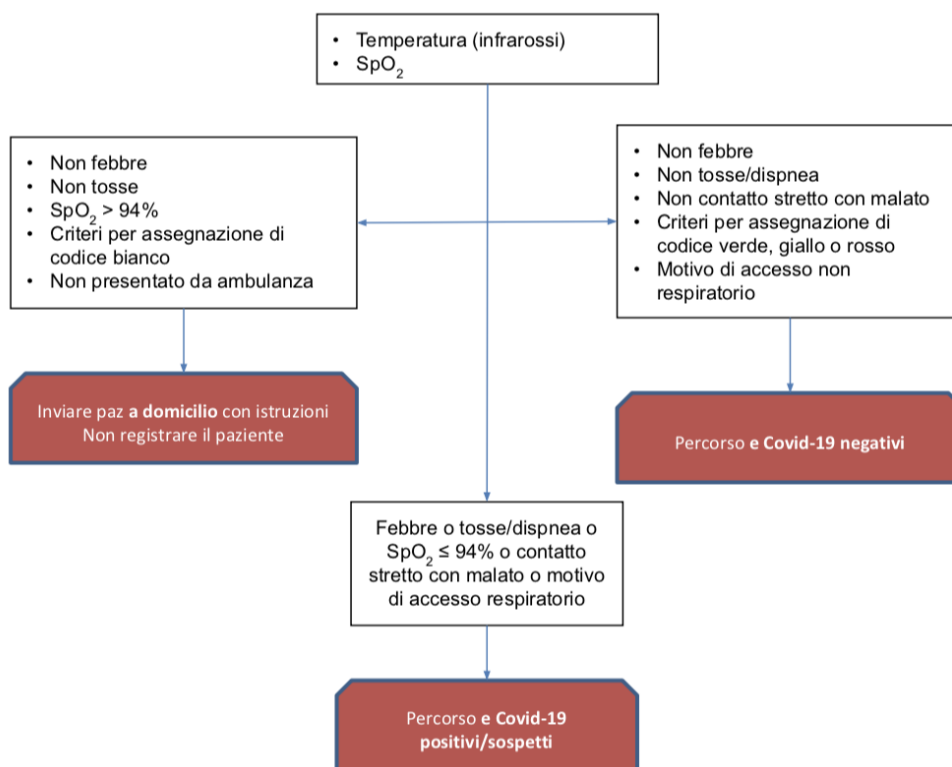 • Temperatura (infrarossi)
• SpO₂
• Non febbre
• Non tosse
• SpO₂ > 94%
• Criteri per assegnazione di
codice bianco
• Non presentato da ambulanza
• Non febbre
• Non tosse/dispnea
• Non contatto stretto con malato
• Criteri per assegnazione di
codice verde, giallo o rosso
• Motivo di accesso non
respiratorio
Inviare paz a domicilio con istruzioni
Non registrare il paziente
Percorso e Covid-19 negativi
Febbre o tosse/dispnea o
SpO₂ ≤ 94% o contatto
stretto con malato o motivo
di accesso respiratorio
Percorso e Covid-19
positivi/sospetti